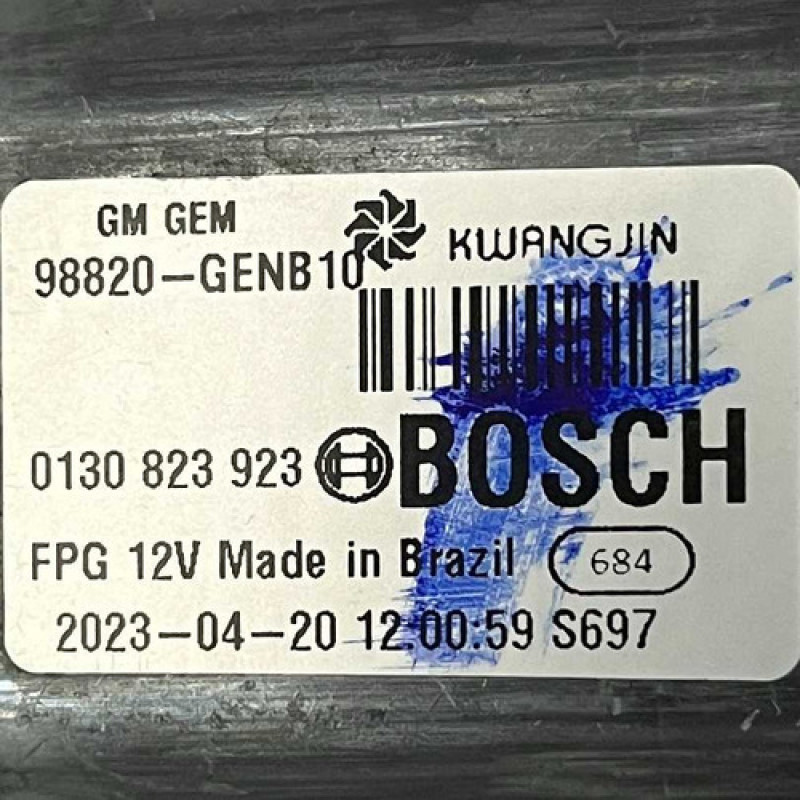 GM GEM
KWANGJIN
98820-GENB10
0130 823 923 BOSCH
FPG 12V Made in Brazil 684
2023-04-20 12:00:59 S697